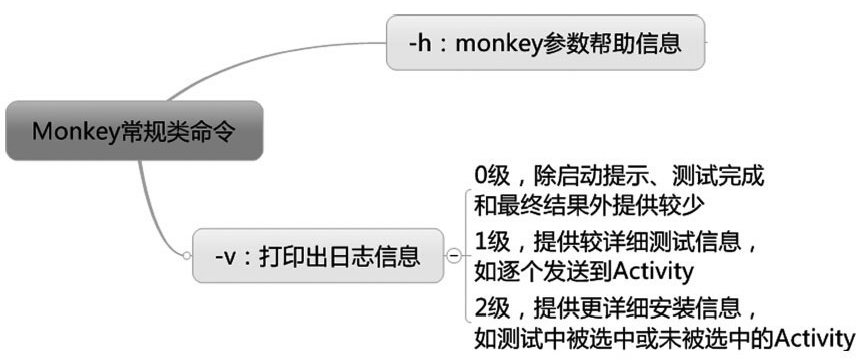 -h：monkey参数帮助信息
Monkey常规类命令
-v：打印出日志信息
0级，除启动提示、测试完成
和最终结果外提供较少
1级，提供较详细测试信息，
如逐个发送到Activity
2级，提供更详细安装信息，
如测试中被选中或未被选中的Activity